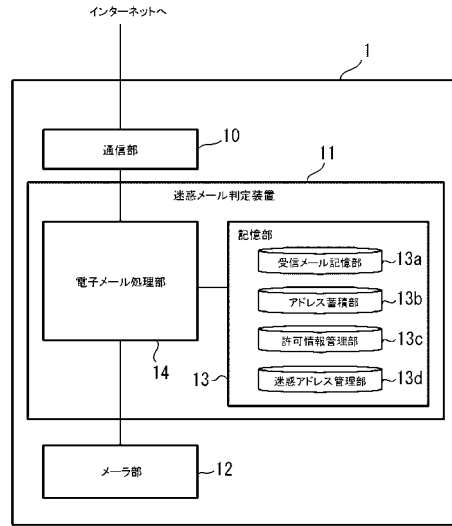 インターネットへ
1
通信部
10
11
迷惑メール判定装置
記憶部
受信メール記憶部
13a
電子メール処理部
アドレス蓄積部
13b
許可情報管理部
13c
14
13
迷惑アドレス管理部
13d
メーラ部
12